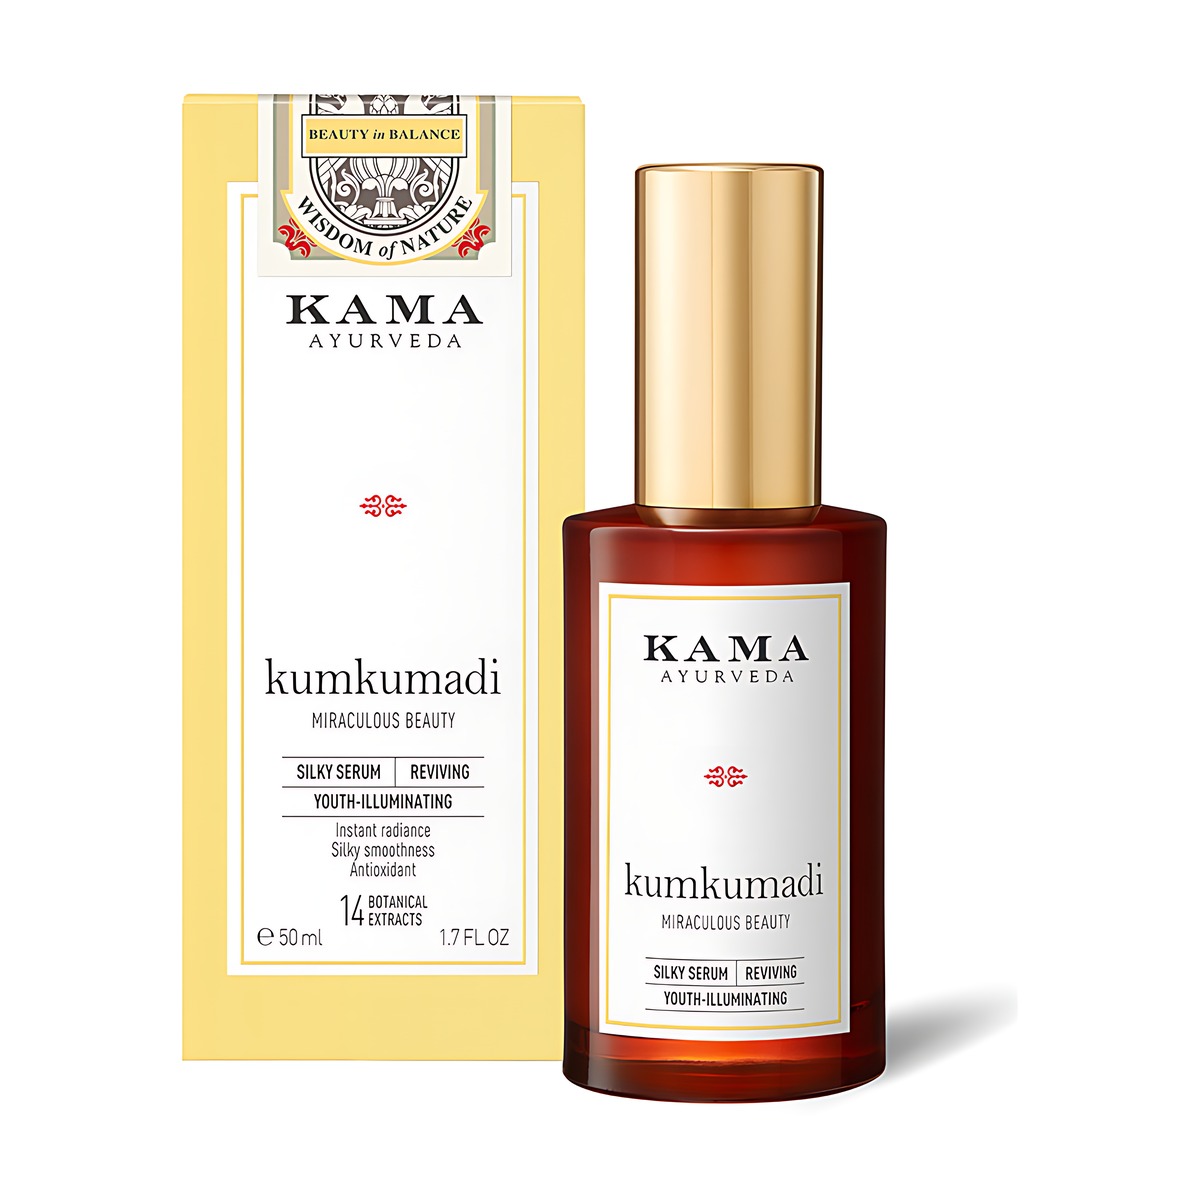 BEAUTY in BALANCE
WISDOM of NATURE
KAMA
AYURVEDA
kumkumadi
MIRACULOUS BEAUTY
SILKY SERUM REVIVING
YOUTH-ILLUMINATING
Instant radiance
Silky smoothness
Antioxidant
14 BOTANICAL
EXTRACTS
℮ 50 ml 1.7 FL OZ
KAMA
AYURVEDA
kumkumadi
MIRACULOUS BEAUTY
SILKY SERUM REVIVING
YOUTH-ILLUMINATING